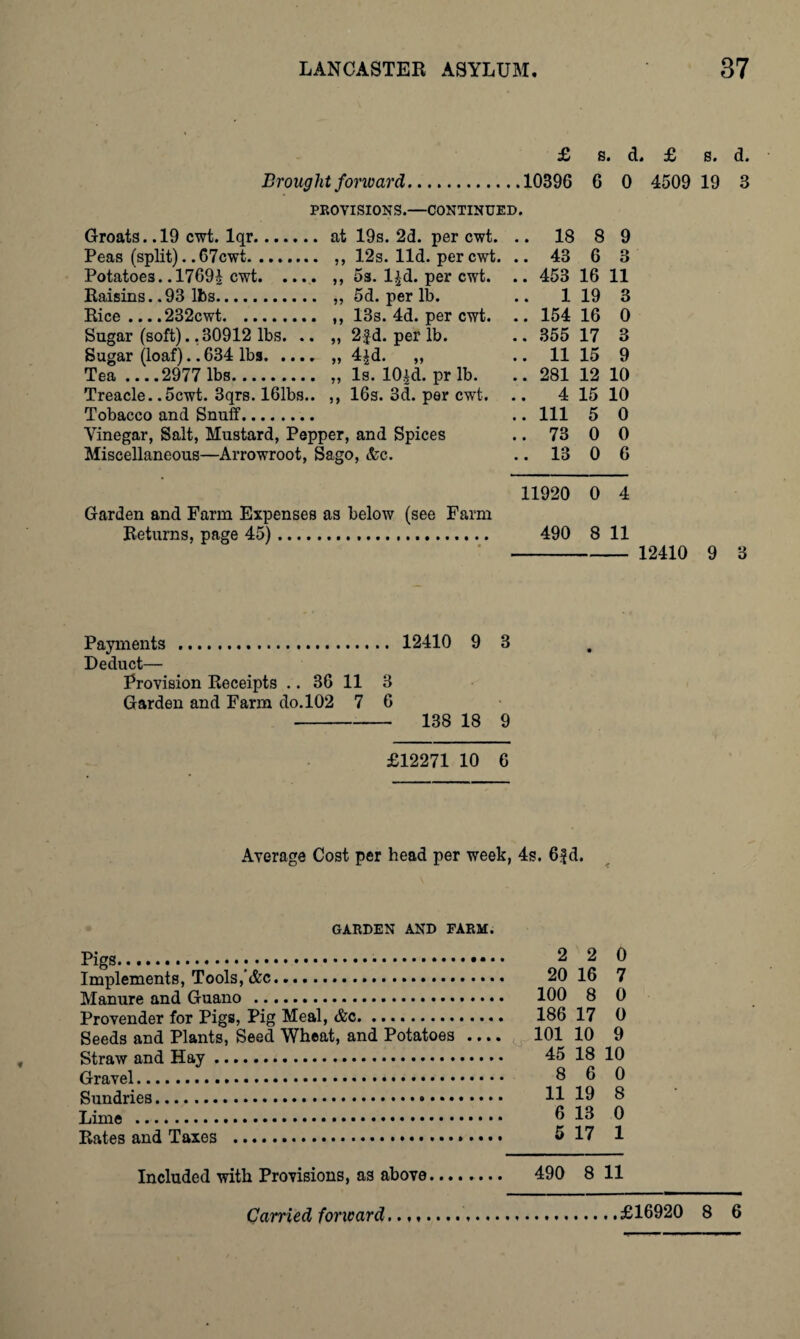 LANCASTER ASYLUM. 37
£ s. d. £ s. d.
Brought forward............10396 6 0 4509 19 3
PROVISIONS.—CONTINUED.
Groats..19 cwt. 1qr....... at 19s. 2d. per cwt. .. 18 8 9
Peas (split)..67cwt........ ,, 12s. 11d. per cwt. .. 43 6 3
Potatoes..1769½ cwt. ..... ,, 5s. 1½d. per cwt. .. 453 16 11
Raisins..93 lbs........... ,, 5d. per lb. .. 1 19 3
Rice ....232cwt. ........ ,, 13s. 4d. per cwt. .. 154 16 0
Sugar (soft)..30912 lbs. .. ,, 2¾d. per lb. .. 355 17 3
Sugar (loaf)..634 lbs. .... ,, 4½d. ,, .. 11 15 9
Tea ....2977 lbs......... ,, 1s. 10½d. pr lb. .. 281 12 10
Treacle..5cwt. 3qrs. 16lbs.. ,, 16s. 3d. per cwt. .. 4 15 10
Tobacco and Snuff........ .. 111 5 0
Vinegar, Salt, Mustard, Pepper, and Spices .. 73 0 0
Miscellaneous—Arrowroot, Sago, &c. .. 13 0 6
11920 0 4
Garden and Farm Expenses as below (see Farm
Returns, page 45)...................... 490 8 11
12410 9 3
Payments ...................... 12410 9 3
Deduct—
Provision Receipts .. 36 11 3
Garden and Farm do.102 7 6
138 18 9
£12271 10 6
Average Cost per head per week, 4s. 6¾d.
GARDEN AND FARM.
Pigs........................................ 2 2 0
Implements, Tools, &c........................ 20 16 7
Manure and Guano .......................... 100 8 0
Provender for Pigs, Pig Meal, &c............... 186 17 0
Seeds and Plants, Seed Wheat, and Potatoes .... 101 10 9
Straw and Hay.............................. 45 18 10
Gravel...................................... 8 6 0
Sundries.................................... 11 19 8
Lime ...................................... 6 13 0
Rates and Taxes ............................ 5 17 1
Included with Provisions, as above......... 490 8 11
Carried forward........................£16920 8 6